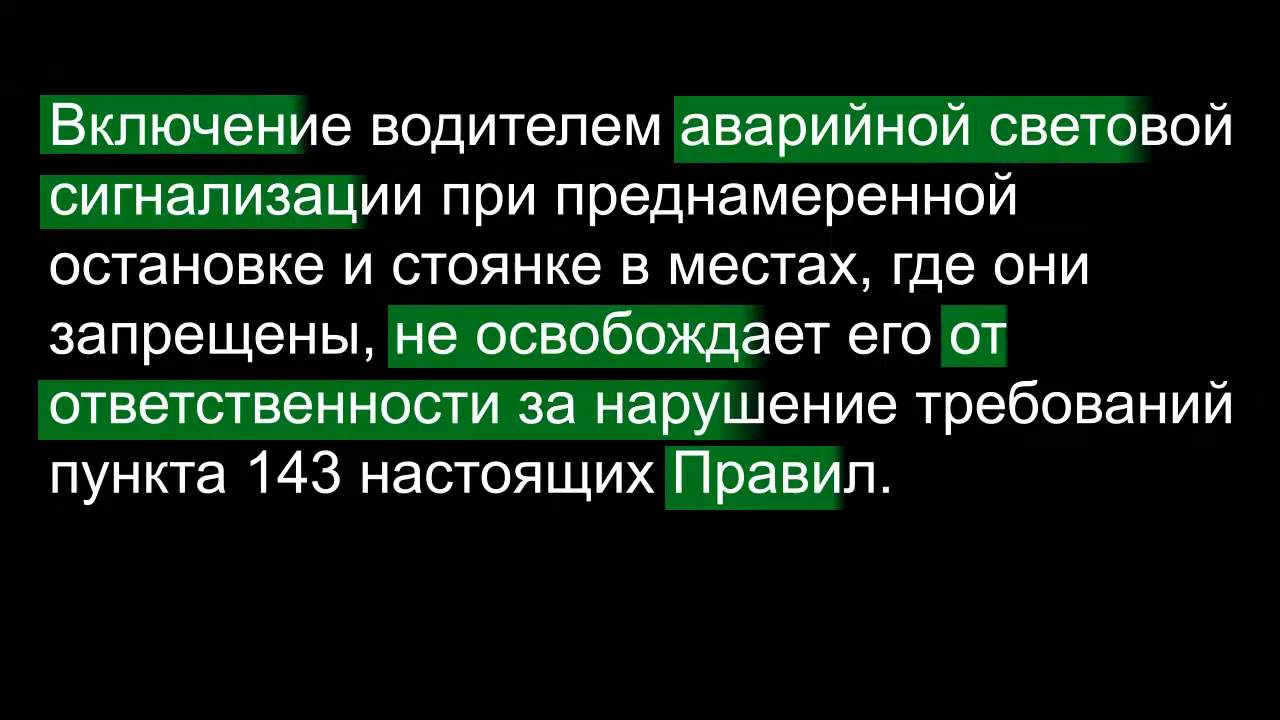 Включение водителем аварийной световой
сигнализации при преднамеренной
остановке и стоянке в местах, где они
запрещены, не освобождает его от
ответственности за нарушение требований
пункта 143 настоящих Правил.